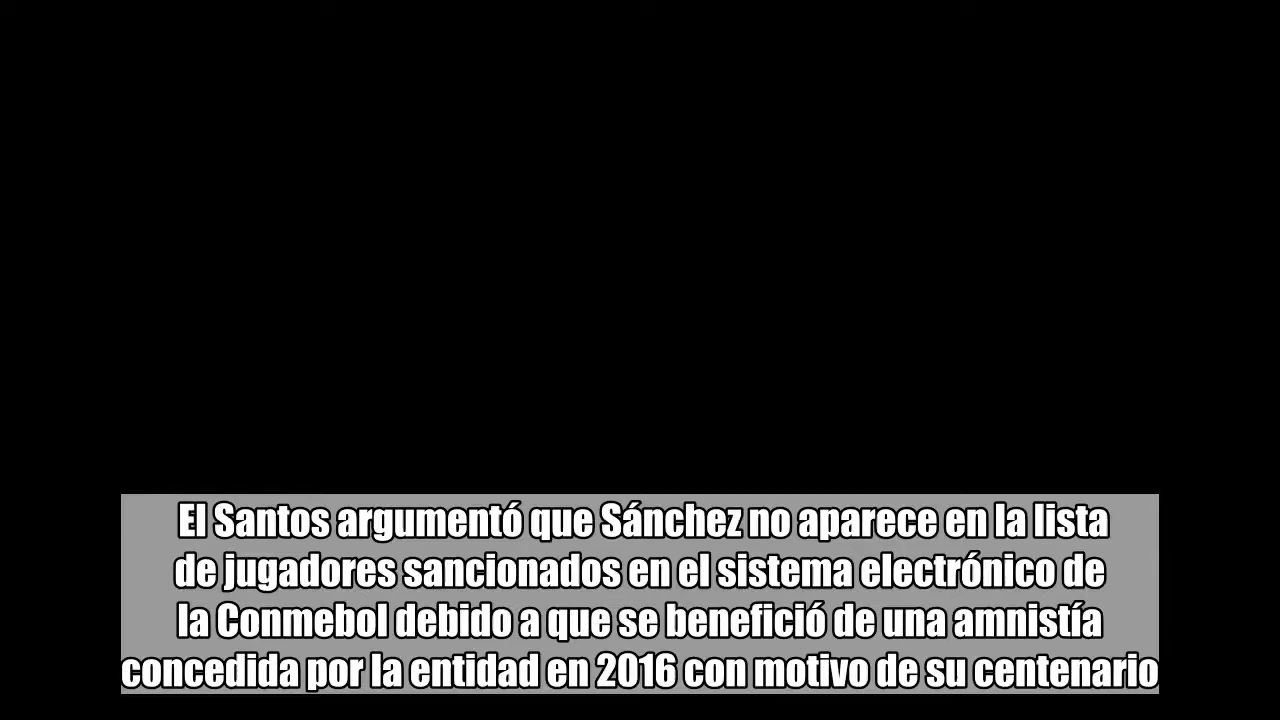 El Santos argumentó que Sánchez no aparece en la lista
de jugadores sancionados en el sistema electrónico de
la Conmebol debido a que se benefició de una amnistía
concedida por la entidad en 2016 con motivo de su centenario